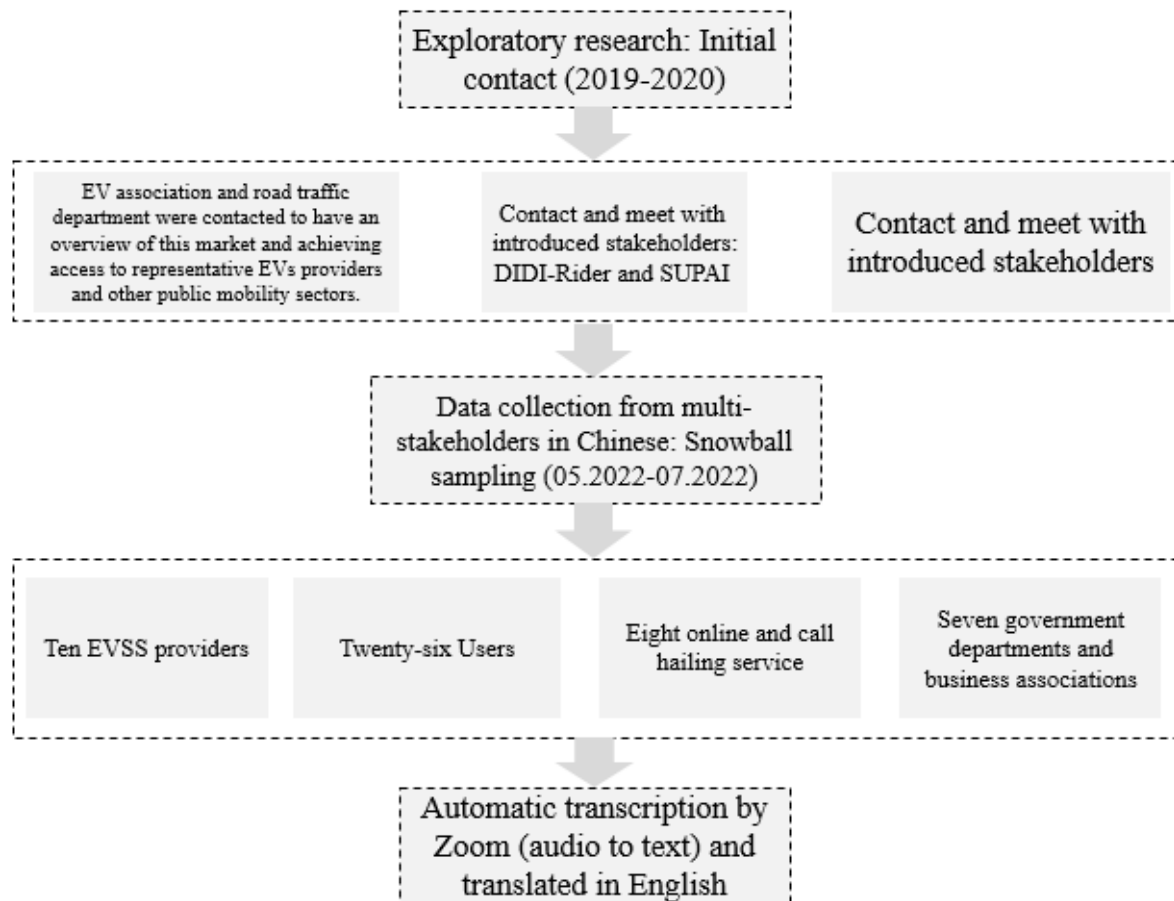 Exploratory research: Initial
contact (2019-2020)
EV association and road traffic
department were contacted to have an
overview of this market and achieving
access to representative EVs providers
and other public mobility sectors.
Contact and meet with
introduced stakeholders:
DIDI-Rider and SUPAI
Contact and meet with
introduced stakeholders
Data collection from multi-
stakeholders in Chinese: Snowball
sampling (05.2022-07.2022)
Ten EVSS providers
Twenty-six Users
Eight online and call
hailing service
Seven government
departments and
business associations
Automatic transcription by
Zoom (audio to text) and
translated in English